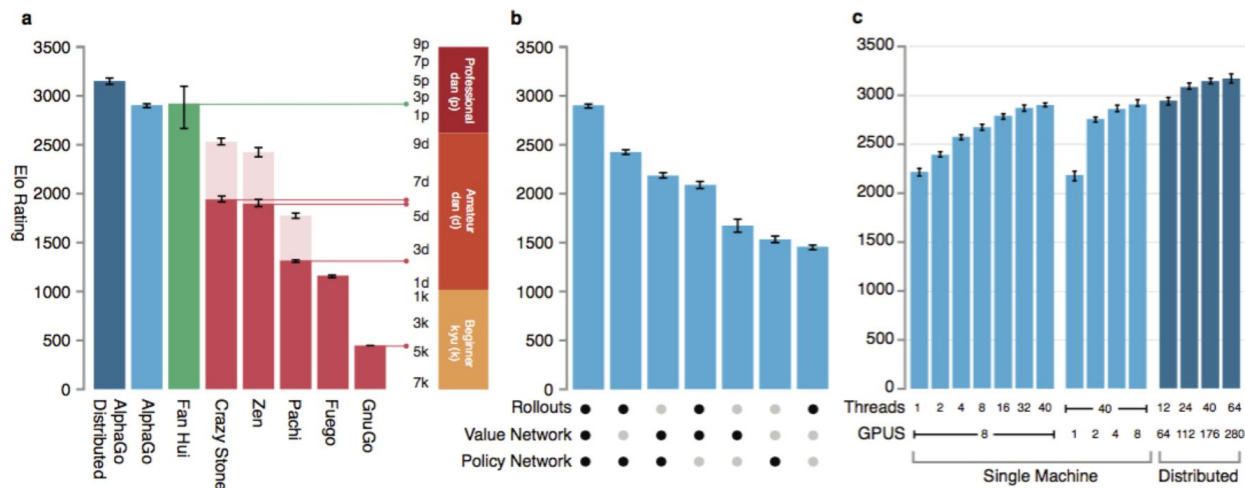 a
3500
3000
2500
2000
1500
1000
500
0
Elo Rating
AlphaGo
Distributed
AlphaGo
Fan Hui
Crazy Stone
Zen
Pachi
Fuego
GnuGo
9p
7p
5p
3p
1p
9d
7d
5d
3d
1d
1k
3k
5k
7k
Professional
dan (p)
Amateur
dan (d)
Beginner
kyu (k)
b
3500
3000
2500
2000
1500
1000
500
0
Rollouts
Value Network
Policy Network
c
3500
3000
2500
2000
1500
1000
500
0
Threads 1 2 4 8 16 32 40 40 12 24 40 64
GPUS 8 1 2 4 8 64 112 176 280
Single Machine Distributed